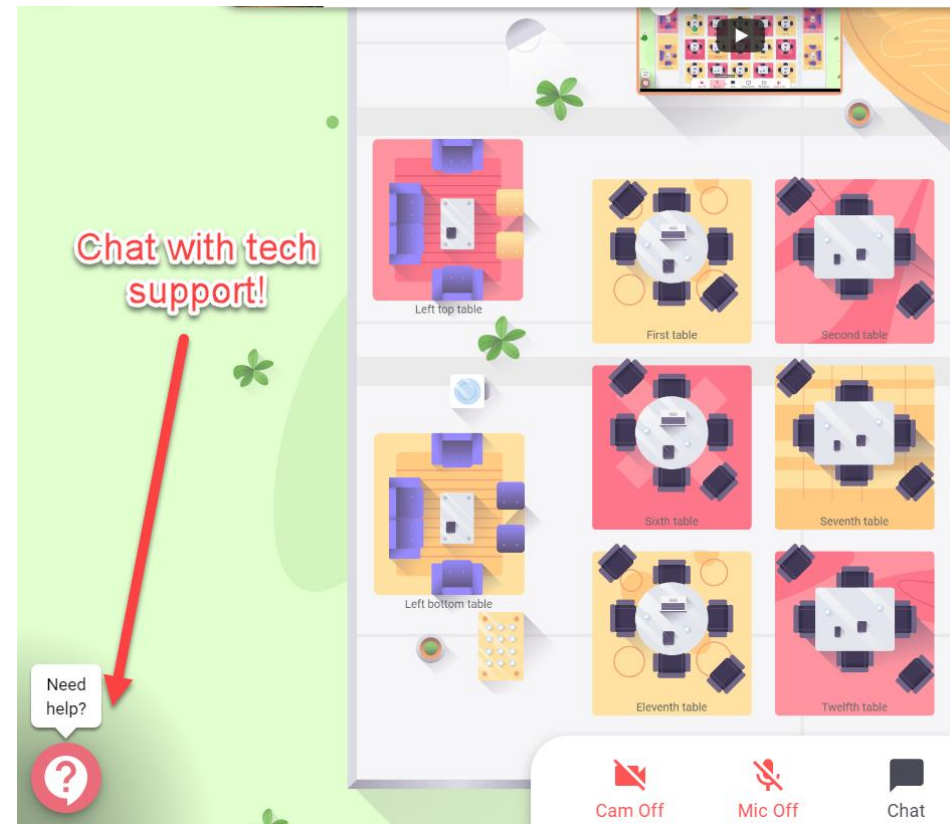 Chat with tech
support!
Left top table
First table
Second table
Sixth table
Seventh table
Left bottom table
Eleventh table
Twelfth table
Need
help?
Cam Off
Mic Off
Chat